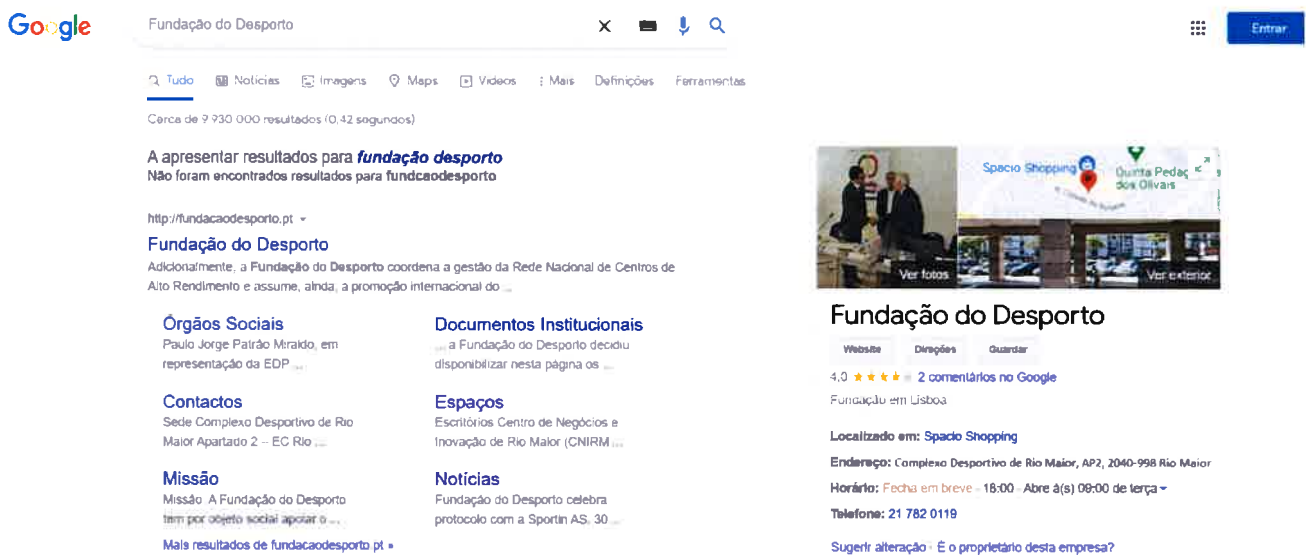 Google
Fundação do Desporto
Entrar
Tudo Notícias Imagens Maps Vídeos Mais Definições Ferramentas
Cerca de 9 930 000 resultados (0,42 segundos)
A apresentar resultados para fundação desporto
Não foram encontrados resultados para fundcaodesporto
http://fundacaodesporto.pt
Fundação do Desporto
Adicionalmente, a Fundação do Desporto coordena a gestão da Rede Nacional de Centros de
Alto Rendimento e assume, ainda, a promoção internacional do ...
Órgãos Sociais
Paulo Jorge Patrão Miraldo, em
representação da EDP ...
Documentos Institucionais
... a Fundação do Desporto decidiu
disponibilizar nesta página os ...
Contactos
Sede Complexo Desportivo de Rio
Maior Apartado 2 – EC Rio ...
Espaços
Escritórios Centro de Negócios e
Inovação de Rio Maior (CNIRM ...
Missão
Missão. A Fundação do Desporto
tem por objeto social apoiar o ...
Notícias
Fundação do Desporto celebra
protocolo com a Sportin AS. 30 ...
Mais resultados de fundacaodesporto.pt »
Spacio Shopping
Quinta Pedag
dos Olivais
Ver fotos
Ver exterior
Fundação do Desporto
Website Direções Guardar
4,0 2 comentários no Google
Fundação em Lisboa
Localizado em: Spacio Shopping
Endereço: Complexo Desportivo de Rio Maior, AP2, 2040-998 Rio Maior
Horário: Fecha em breve · 18:00 · Abre à(s) 09:00 de terça
Telefone: 21 782 0119
Sugerir alteração · É o proprietário desta empresa?